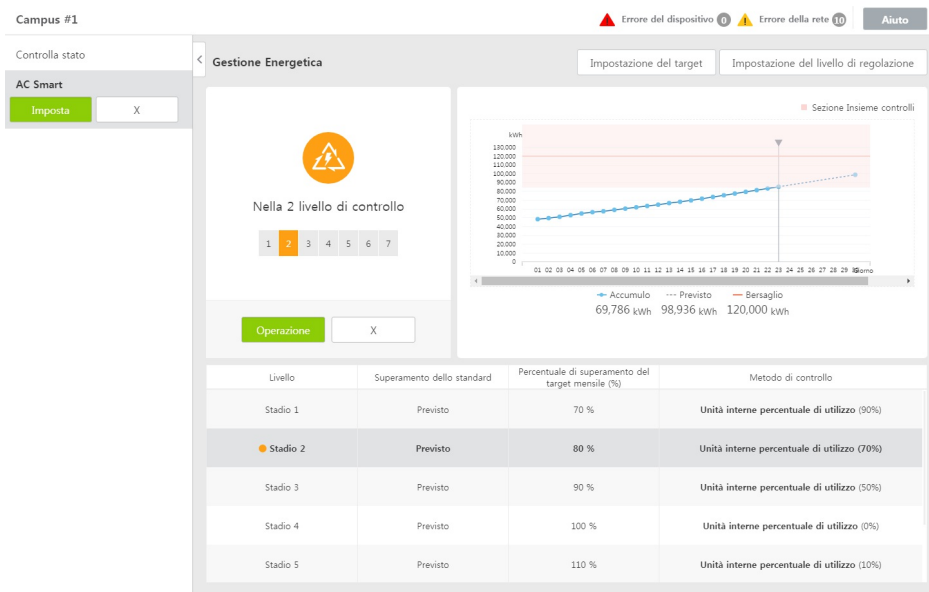 Campus #1
Errore del dispositivo 0
Errore della rete 10
Aiuto
Controlla stato
AC Smart
Imposta X
< Gestione Energetica
Impostazione del target
Impostazione del livello di regolazione
Nella 2 livello di controllo
1 2 3 4 5 6 7
Operazione X
Sezione Insieme controlli
kWh
130.000
120.000
110.000
100.000
90.000
80.000
70.000
60.000
50.000
40.000
30.000
20.000
10.000
0
01 02 03 04 05 06 07 08 09 10 11 12 13 14 15 16 17 18 19 20 21 22 23 24 25 26 27 28 29 Giorno
Accumulo Previsto Bersaglio
69,786 kWh 98,936 kWh 120,000 kWh
Livello Superamento dello standard Percentuale di superamento del target mensile (%) Metodo di controllo
Stadio 1 Previsto 70 % Unità interne percentuale di utilizzo (90%)
Stadio 2 Previsto 80 % Unità interne percentuale di utilizzo (70%)
Stadio 3 Previsto 90 % Unità interne percentuale di utilizzo (50%)
Stadio 4 Previsto 100 % Unità interne percentuale di utilizzo (0%)
Stadio 5 Previsto 110 % Unità interne percentuale di utilizzo (10%)